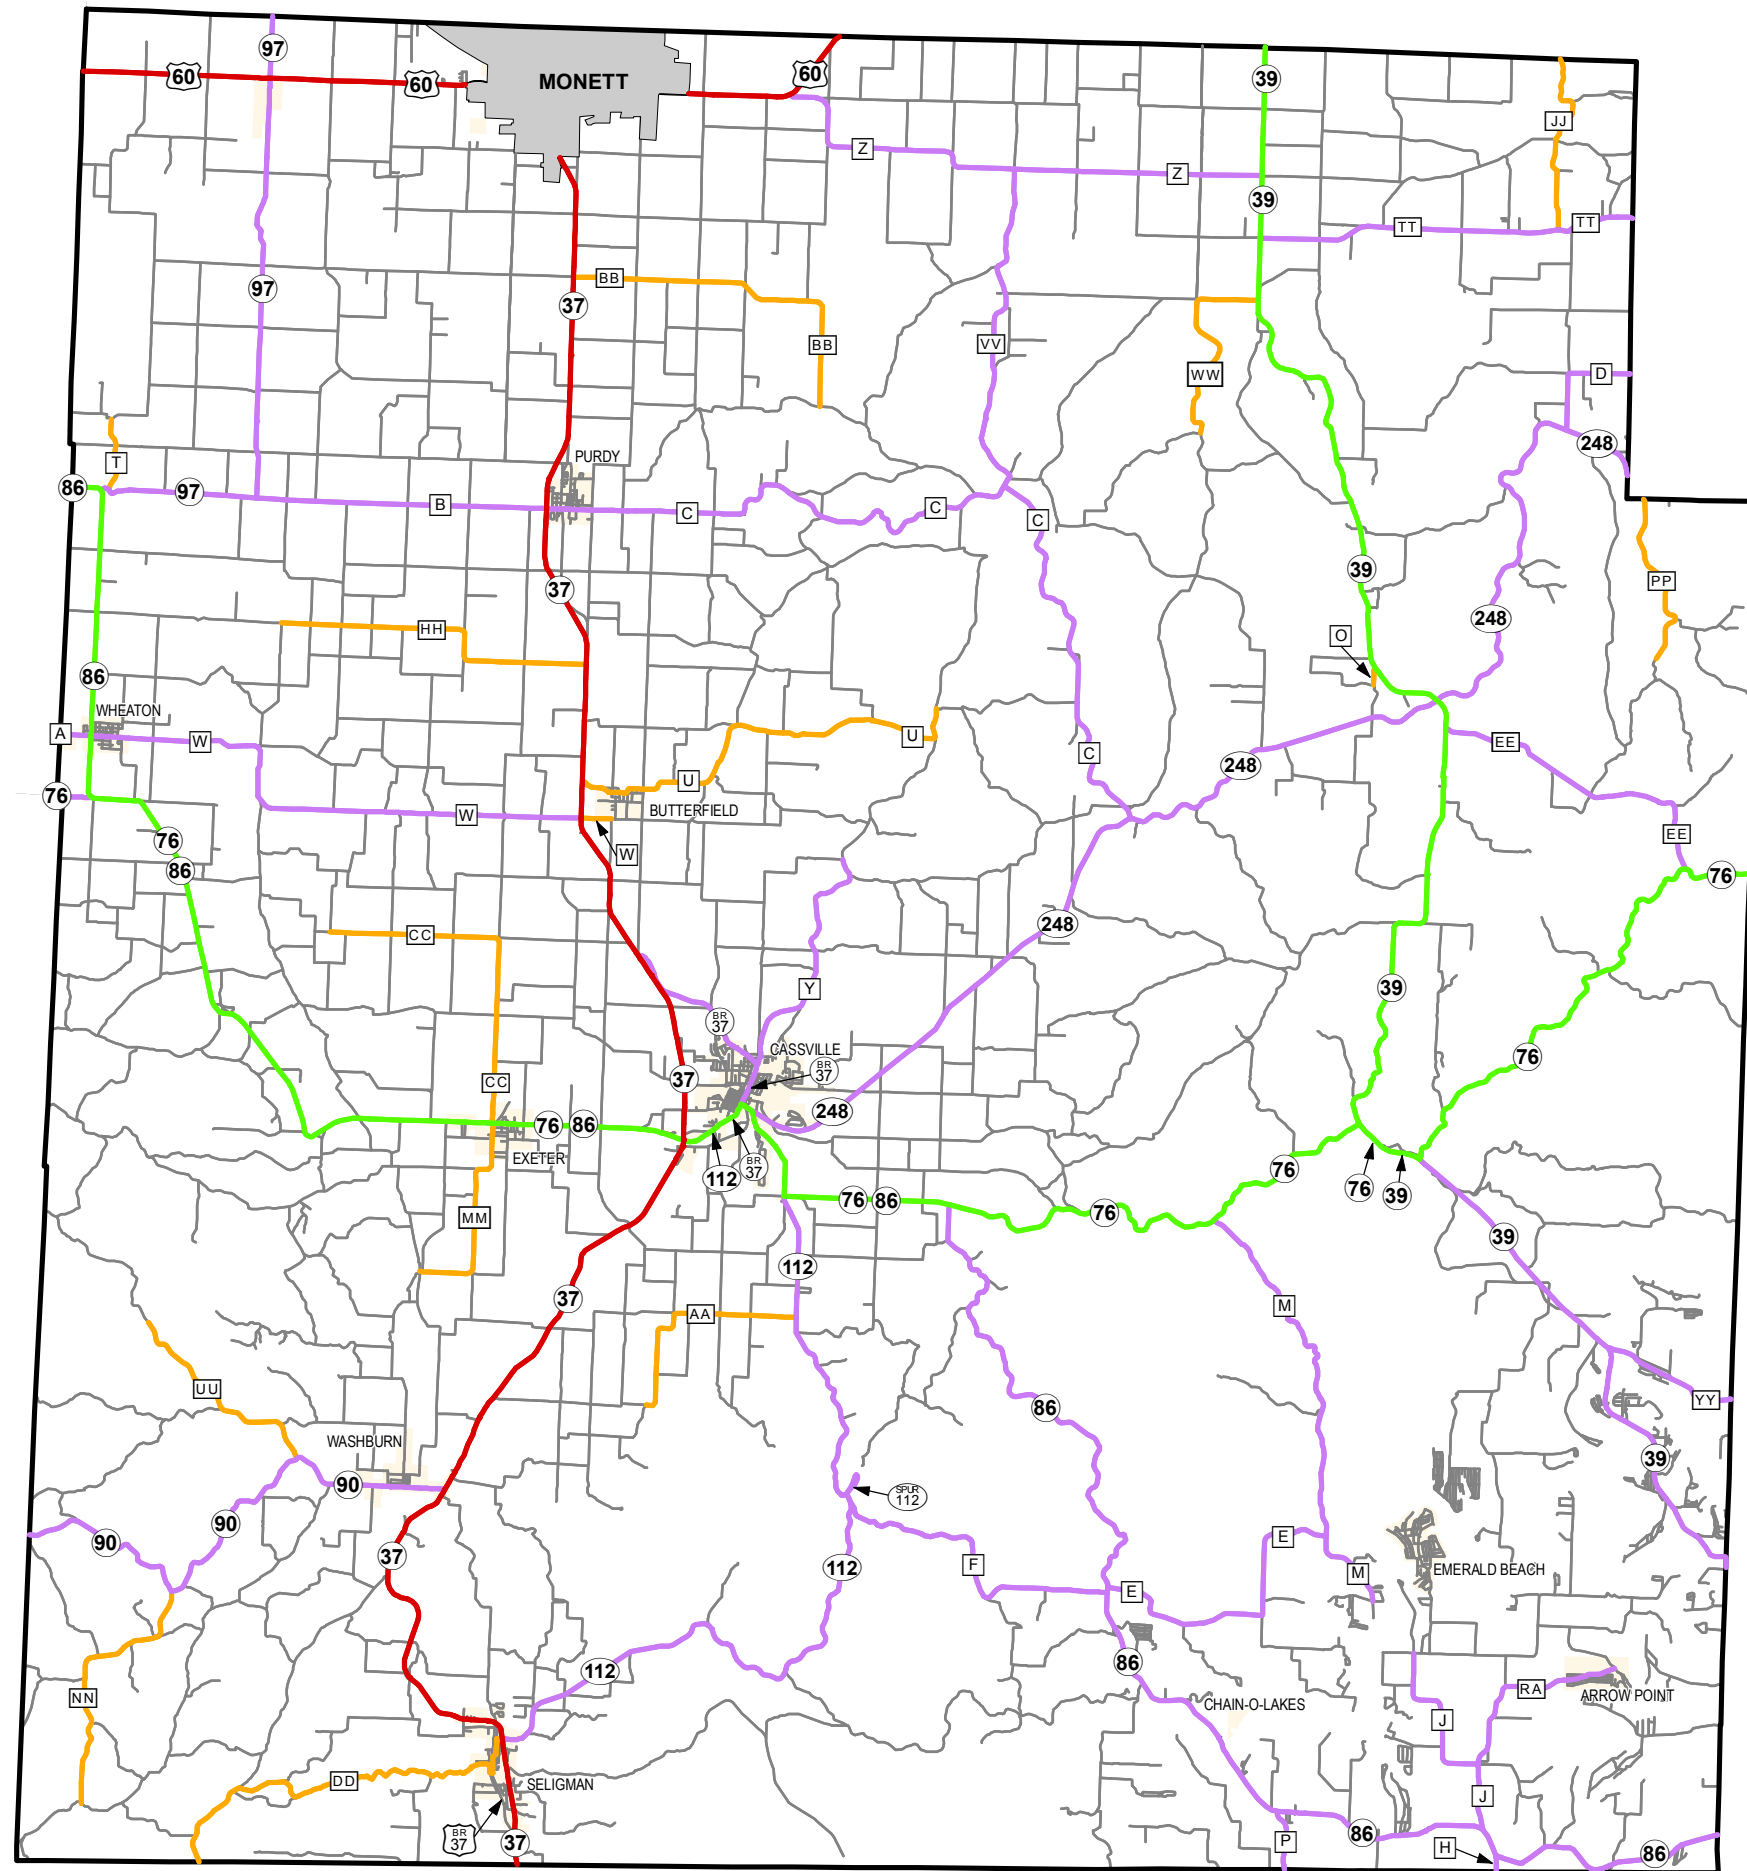 97
60
60
MONETT
60
39
JJ
Z
Z
39
TT
TT
97
BB
37
BB
VV
WW
D
248
PURDY
T
86
97
B
C
C
C
39
PP
37
248
HH
O
86
WHEATON
A
W
U
EE
U
C
248
76
BUTTERFIELD
W
EE
76
W
86
76
248
CC
39
Y
BR
37
CASSVILLE
76
BR
37
37
CC
248
76
86
EXETER
BR
37
112
76
76
39
76
86
76
MM
39
112
37
M
AA
UU
YY
86
WASHBURN
39
90
SPUR
112
90
E
90
37
F
112
M
EMERALD BEACH
E
86
112
RA
ARROW POINT
NN
CHAIN-O-LAKES
J
DD
SELIGMAN
J
86
BR
37
37
P
H
86